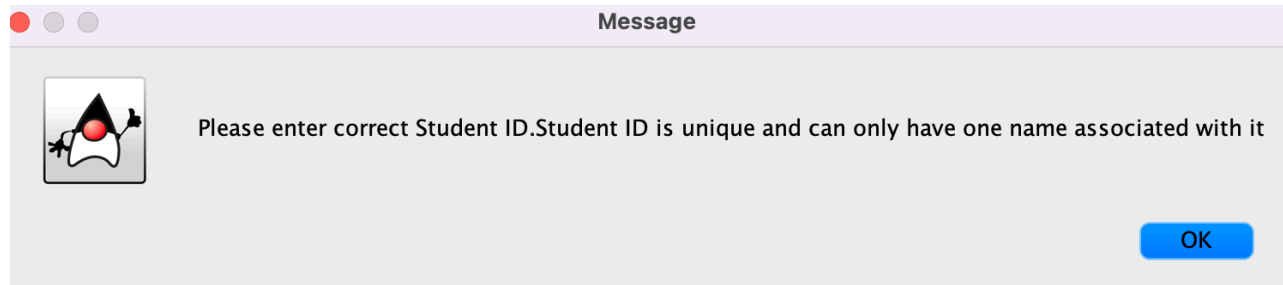 Message
Please enter correct Student ID.Student ID is unique and can only have one name associated with it
OK